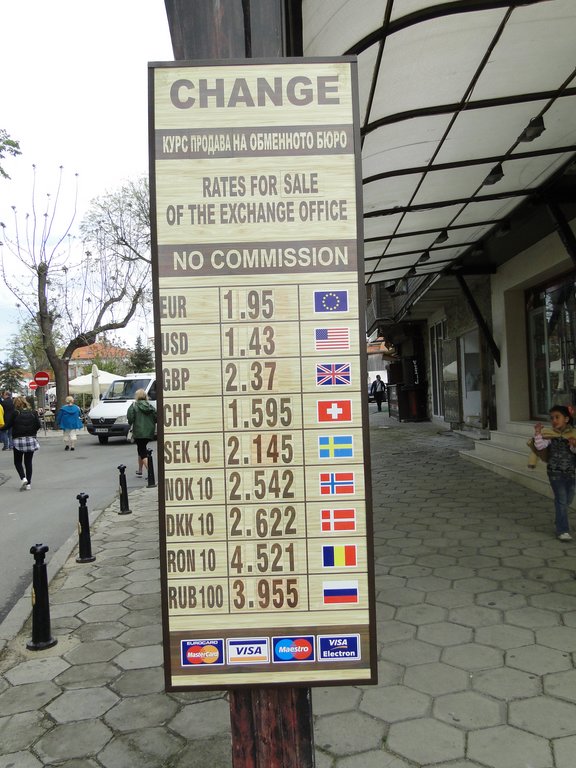 CHANGE
КУРС ПРОДАВА НА ОБМЕННОТО БЮРО
RATES FOR SALE
OF THE EXCHANGE OFFICE
NO COMMISSION
EUR 1.95
USD 1.43
GBP 2.37
CHF 1.595
SEK 10 2.145
NOK 10 2.542
DKK 10 2.622
RON 10 4.521
RUB 100 3.955
EUROCARD MasterCard VISA Maestro VISA Electron